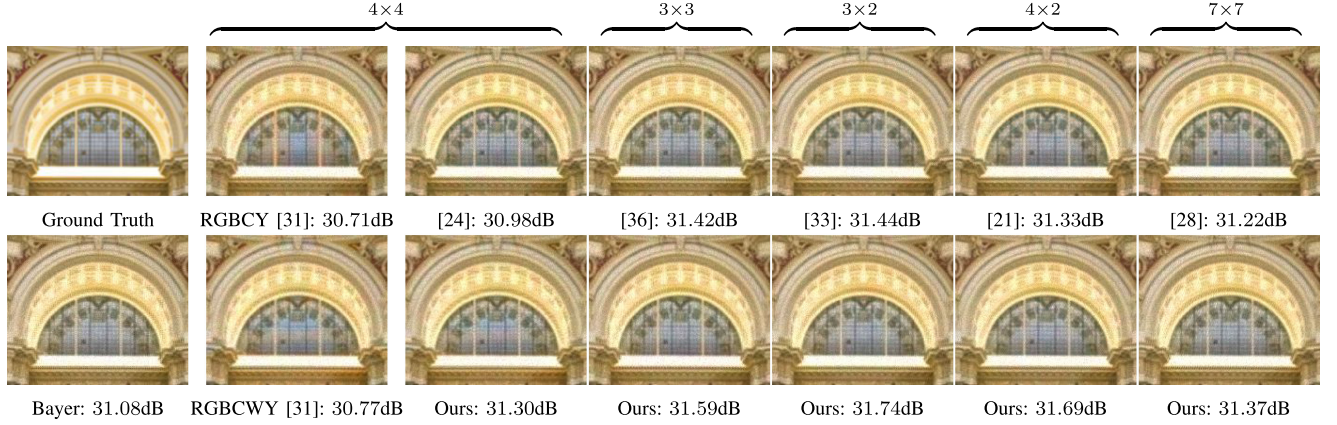 4×4 3×3 3×2 4×2 7×7
Ground Truth RGBCY [31]: 30.71dB [24]: 30.98dB [36]: 31.42dB [33]: 31.44dB [21]: 31.33dB [28]: 31.22dB
Bayer: 31.08dB RGBCWY [31]: 30.77dB Ours: 31.30dB Ours: 31.59dB Ours: 31.74dB Ours: 31.69dB Ours: 31.37dB